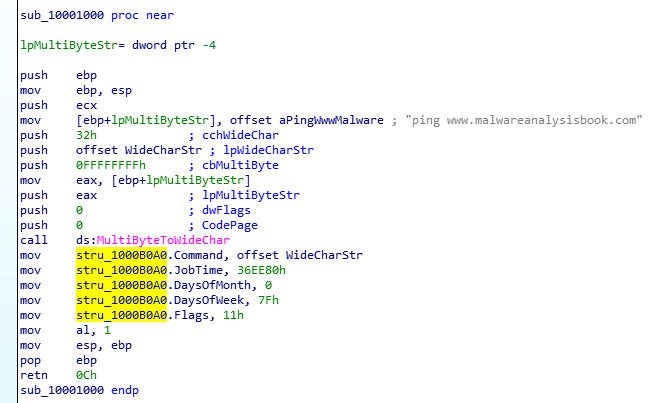 sub_10001000 proc near
lpMultiByteStr= dword ptr -4
push ebp
mov ebp, esp
push ecx
mov [ebp+lpMultiByteStr], offset aPingWwwMalware ; "ping www.malwareanalysisbook.com"
push 32h ; cchWideChar
push offset WideCharStr ; lpWideCharStr
push 0FFFFFFFFh ; cbMultiByte
mov eax, [ebp+lpMultiByteStr]
push eax ; lpMultiByteStr
push 0 ; dwFlags
push 0 ; CodePage
call ds:MultiByteToWideChar
mov stru_1000B0A0.Command, offset WideCharStr
mov stru_1000B0A0.JobTime, 36EE80h
mov stru_1000B0A0.DaysOfMonth, 0
mov stru_1000B0A0.DaysOfWeek, 7Fh
mov stru_1000B0A0.Flags, 11h
mov al, 1
mov esp, ebp
pop ebp
retn 0Ch
sub_10001000 endp